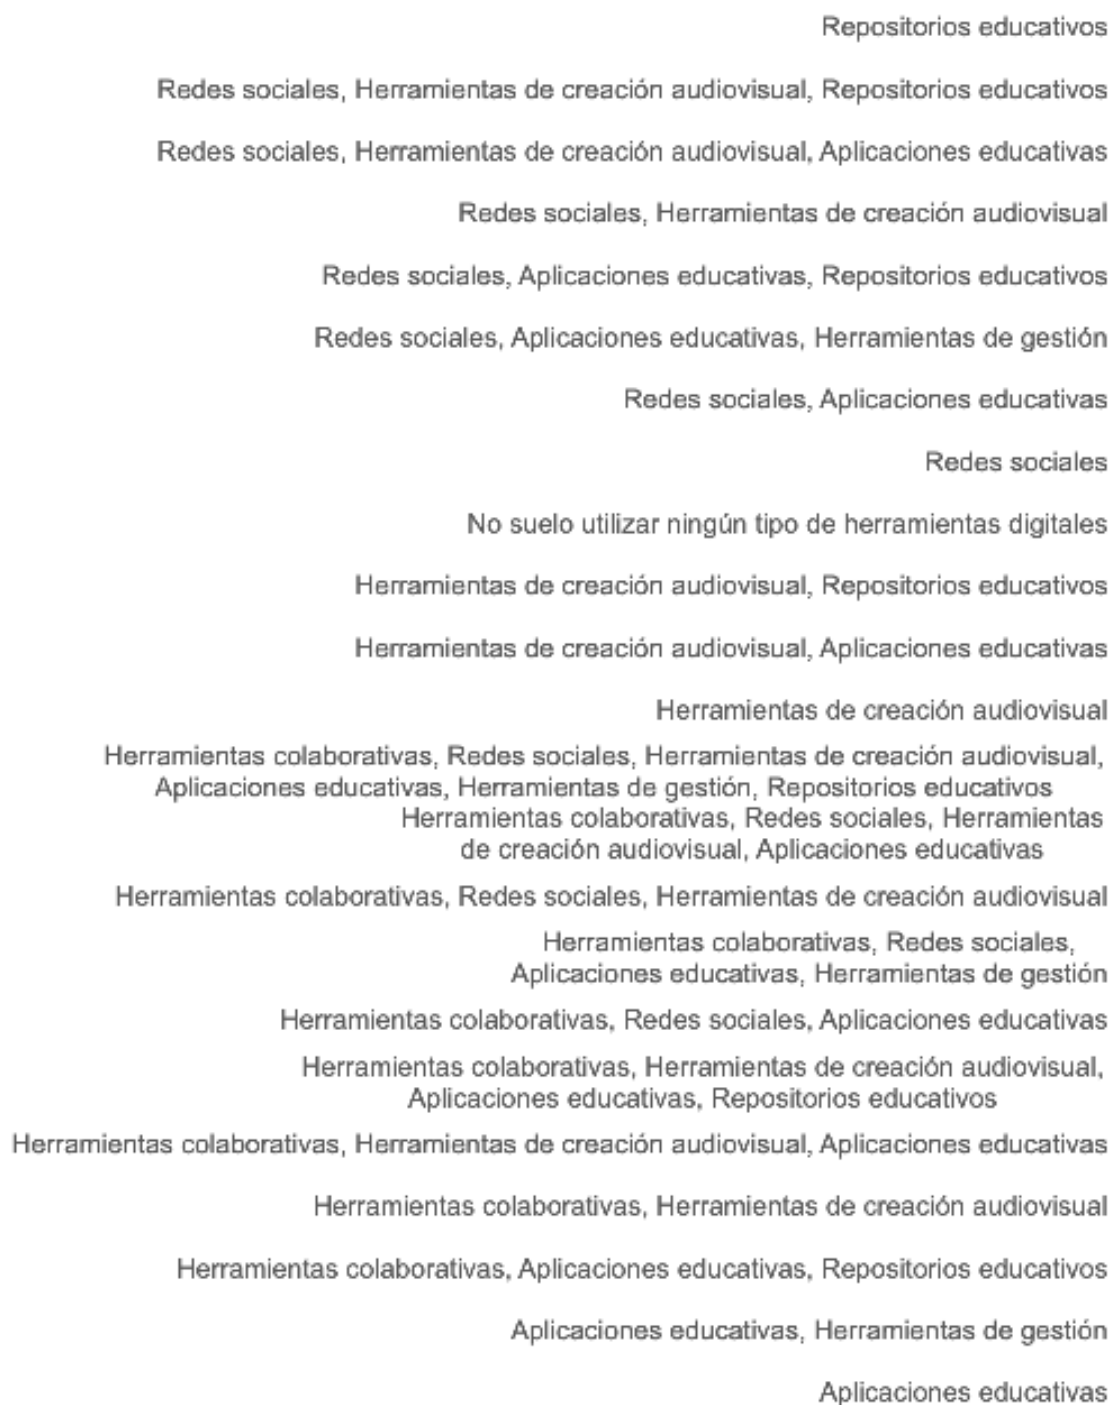 Repositorios educativos
Redes sociales, Herramientas de creación audiovisual, Repositorios educativos
Redes sociales, Herramientas de creación audiovisual, Aplicaciones educativas
Redes sociales, Herramientas de creación audiovisual
Redes sociales, Aplicaciones educativas, Repositorios educativos
Redes sociales, Aplicaciones educativas, Herramientas de gestión
Redes sociales, Aplicaciones educativas
Redes sociales
No suelo utilizar ningún tipo de herramientas digitales
Herramientas de creación audiovisual, Repositorios educativos
Herramientas de creación audiovisual, Aplicaciones educativas
Herramientas de creación audiovisual
Herramientas colaborativas, Redes sociales, Herramientas de creación audiovisual,
Aplicaciones educativas, Herramientas de gestión, Repositorios educativos
Herramientas colaborativas, Redes sociales, Herramientas
de creación audiovisual, Aplicaciones educativas
Herramientas colaborativas, Redes sociales, Herramientas de creación audiovisual
Herramientas colaborativas, Redes sociales,
Aplicaciones educativas, Herramientas de gestión
Herramientas colaborativas, Redes sociales, Aplicaciones educativas
Herramientas colaborativas, Herramientas de creación audiovisual,
Aplicaciones educativas, Repositorios educativos
Herramientas colaborativas, Herramientas de creación audiovisual, Aplicaciones educativas
Herramientas colaborativas, Herramientas de creación audiovisual
Herramientas colaborativas, Aplicaciones educativas, Repositorios educativos
Aplicaciones educativas, Herramientas de gestión
Aplicaciones educativas